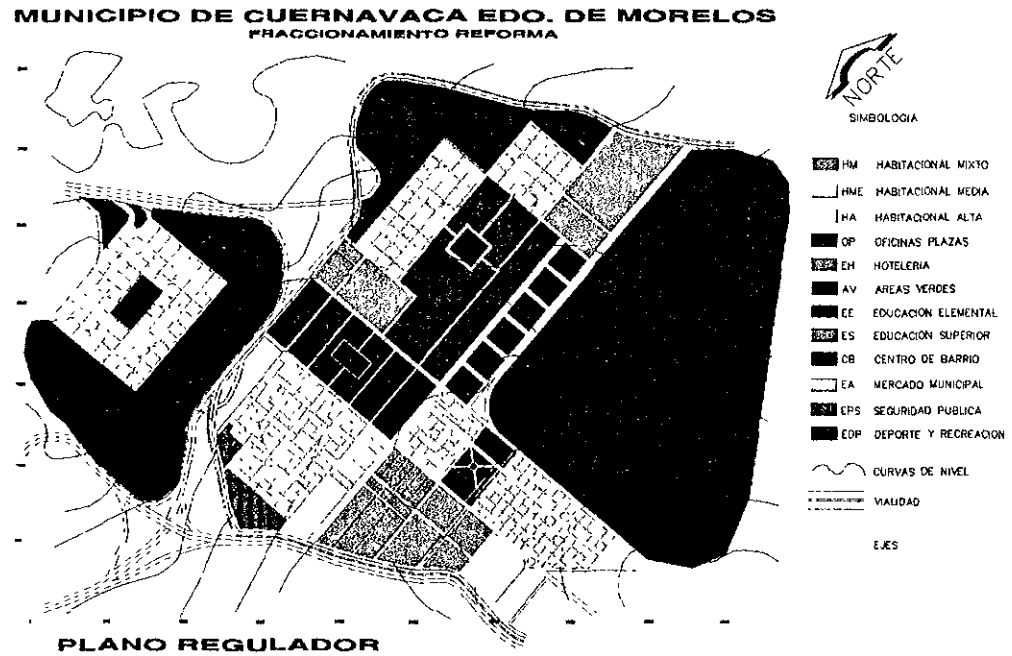 MUNICIPIO DE CUERNAVACA EDO. DE MORELOS
FRACCIONAMIENTO REFORMA
NORTE
SIMBOLOGIA
HM HABITACIONAL MIXTO
HME HABITACIONAL MEDIA
HA HABITACIONAL ALTA
OP OFICINAS PLAZAS
EH HOTELERIA
AV AREAS VERDES
EE EDUCACIÓN ELEMENTAL
ES EDUCACIÓN SUPERIOR
CB CENTRO DE BARRIO
EA MERCADO MUNICIPAL
EPS SEGURIDAD PUBLICA
EDP DEPORTE Y RECREACION
CURVAS DE NIVEL
VIALIDAD
EJES
PLANO REGULADOR